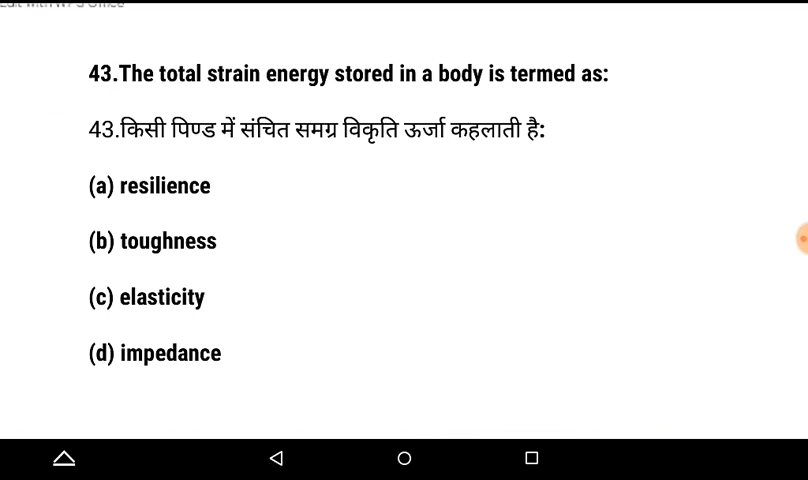 43.The total strain energy stored in a body is termed as:
43.किसी पिण्ड में संचित समग्र विकृति ऊर्जा कहलाती है:
(a) resilience
(b) toughness
(c) elasticity
(d) impedance